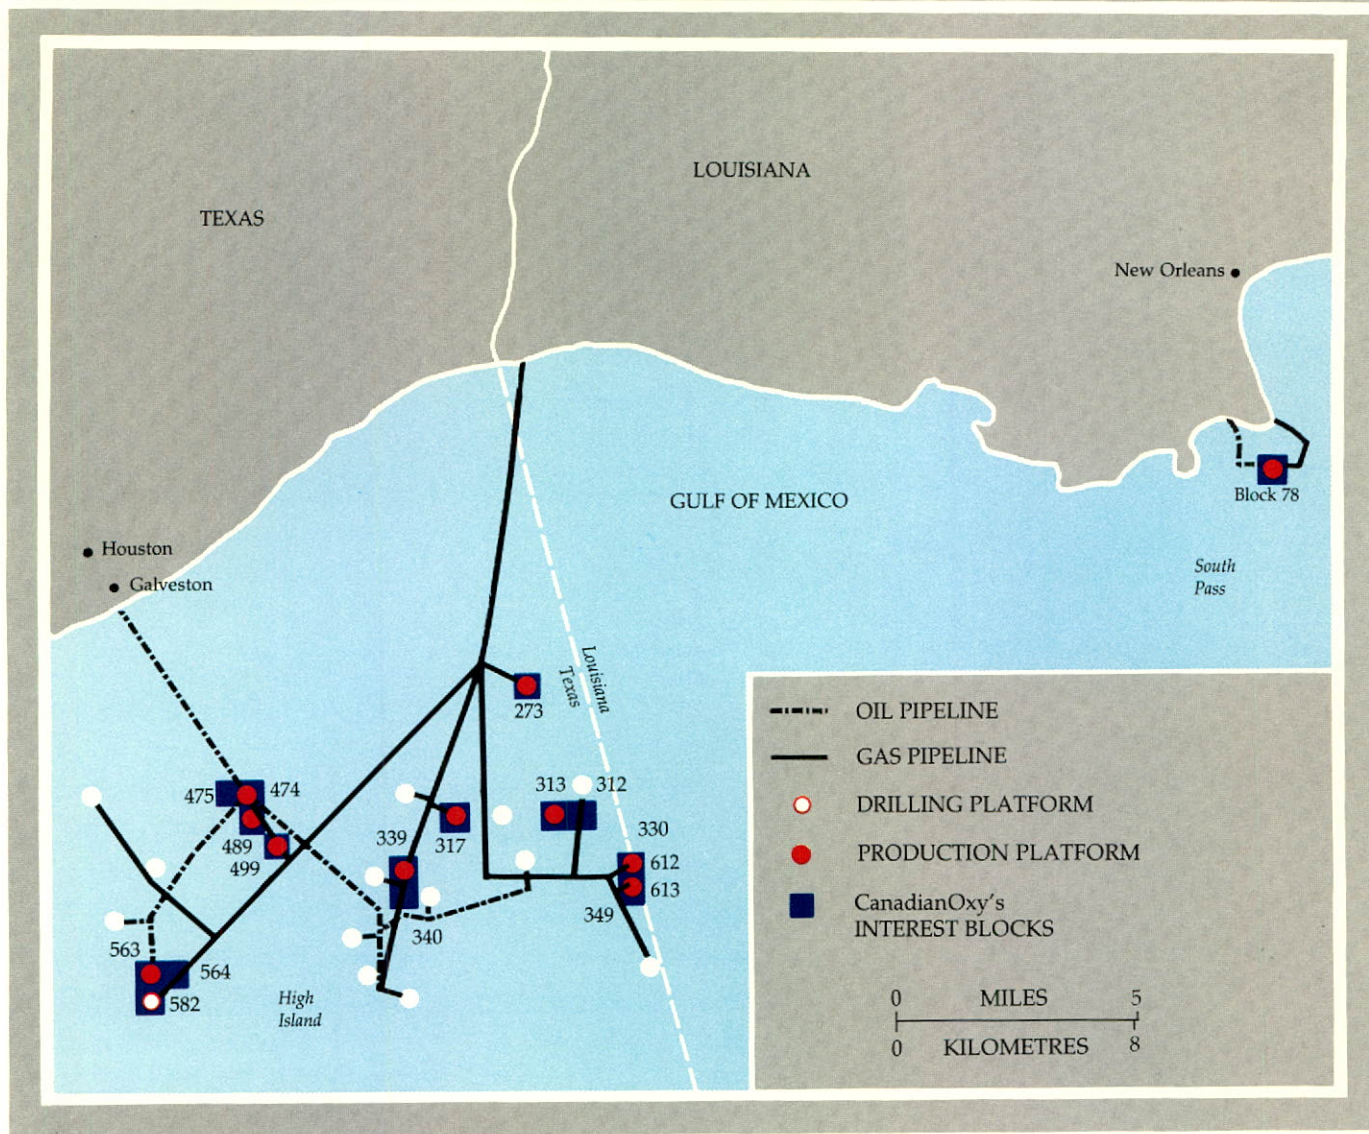 LOUISIANA
TEXAS
New Orleans
GULF OF MEXICO
Block 78
Houston
Galveston
South
Pass
Louisiana
Texas
273
475
474
489
499
339
317
313
312
330
612
613
349
340
563
564
582
High
Island
OIL PIPELINE
GAS PIPELINE
DRILLING PLATFORM
PRODUCTION PLATFORM
CanadianOxy's
INTEREST BLOCKS
0 MILES 5
0 KILOMETRES 8